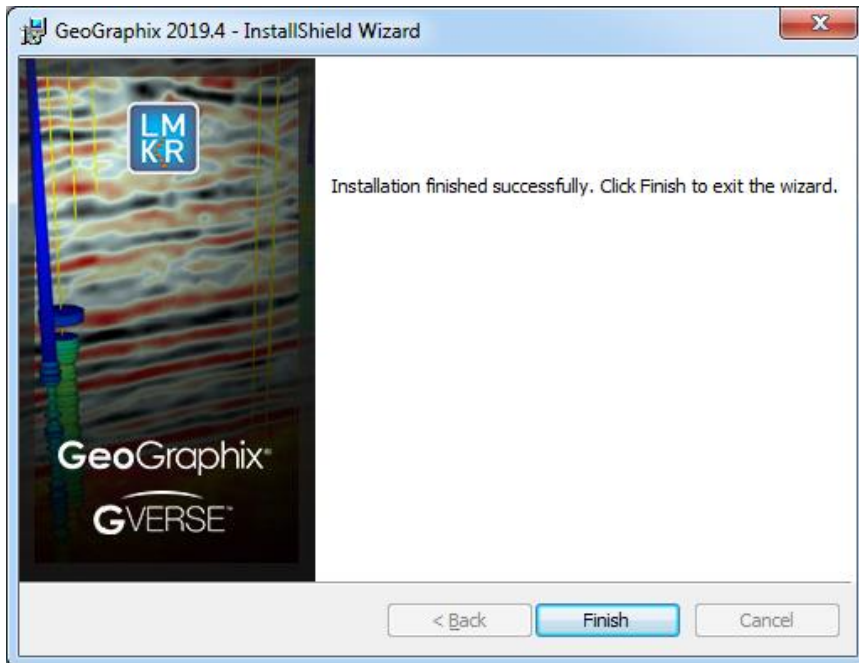 GeoGraphix 2019.4 - InstallShield Wizard
LM
KR
Installation finished successfully. Click Finish to exit the wizard.
GeoGraphix®
GVERSE™
< Back
Finish
Cancel